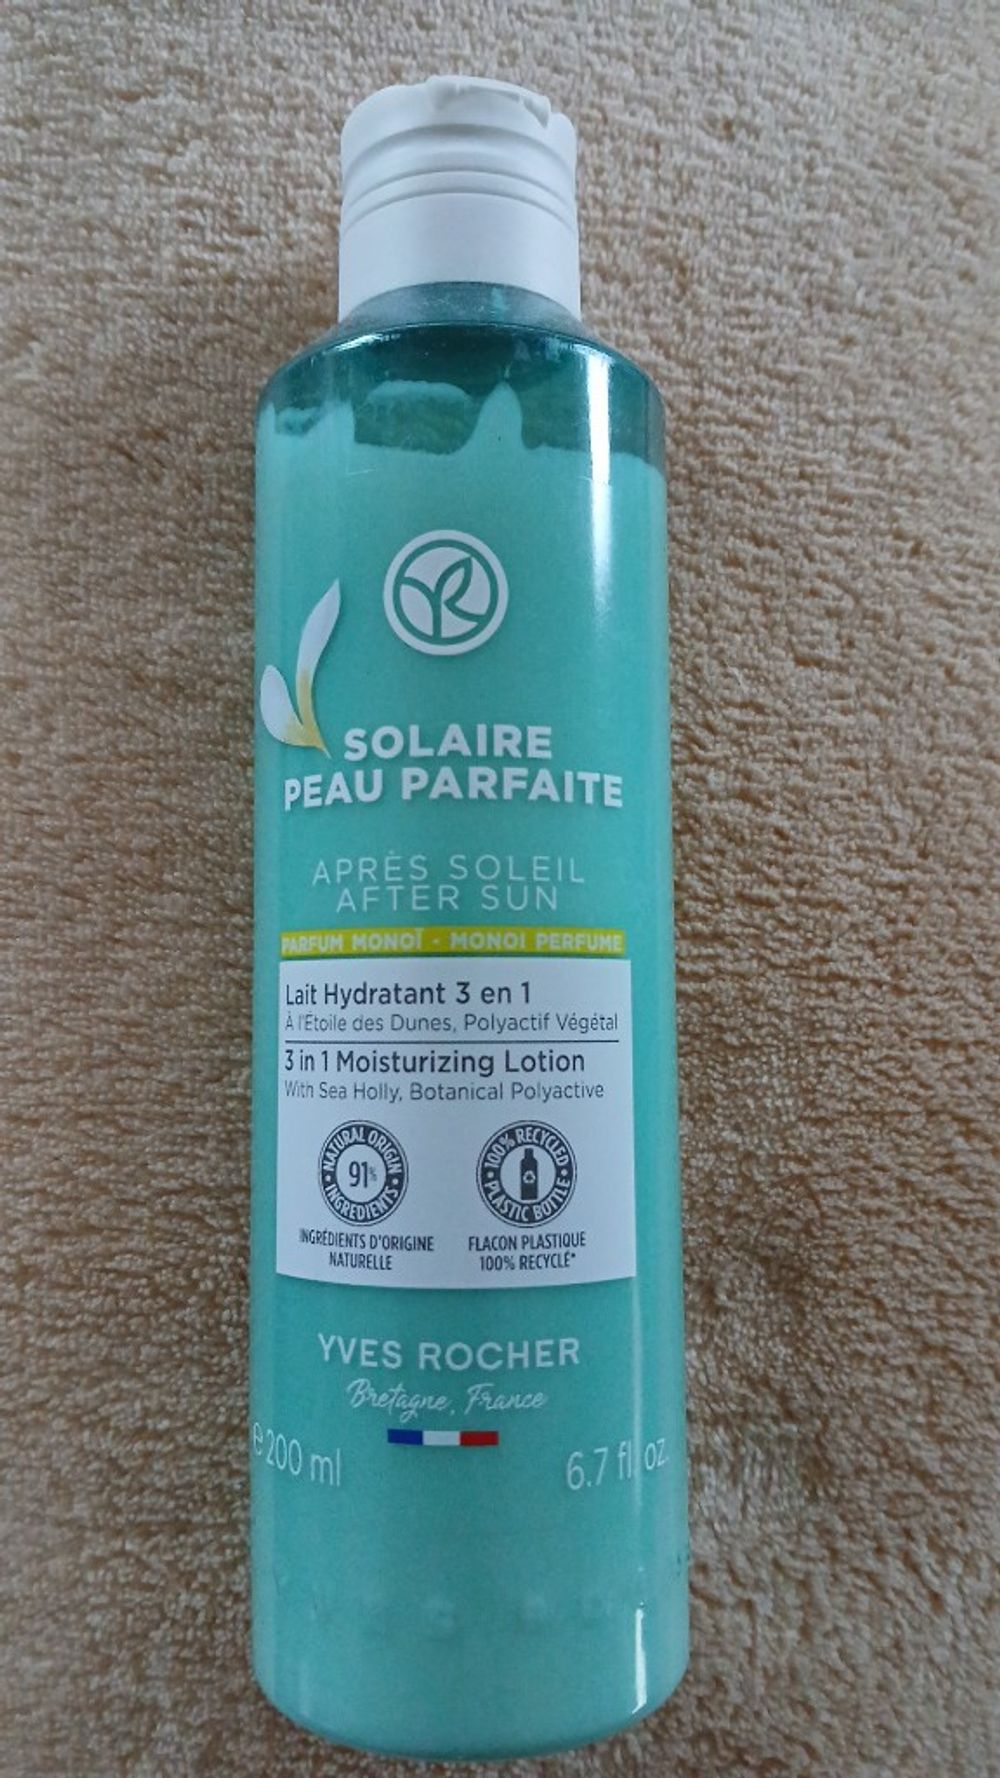 YR
SOLAIRE
PEAU PARFAITE
APRÈS SOLEIL
AFTER SUN
PARFUM MONOÏ - MONOI PERFUME
Lait Hydratant 3 en 1
À l'Étoile des Dunes, Polyactif Végétal
3 in 1 Moisturizing Lotion
With Sea Holly, Botanical Polyactive
NATURAL ORIGIN
91%
INGREDIENTS
100% RECYCLED
PLASTIC BOTTLE
INGRÉDIENTS D'ORIGINE
NATURELLE
FLACON PLASTIQUE
100% RECYCLÉ*
YVES ROCHER
Bretagne, France
e 200 ml
6.7 fl. oz.